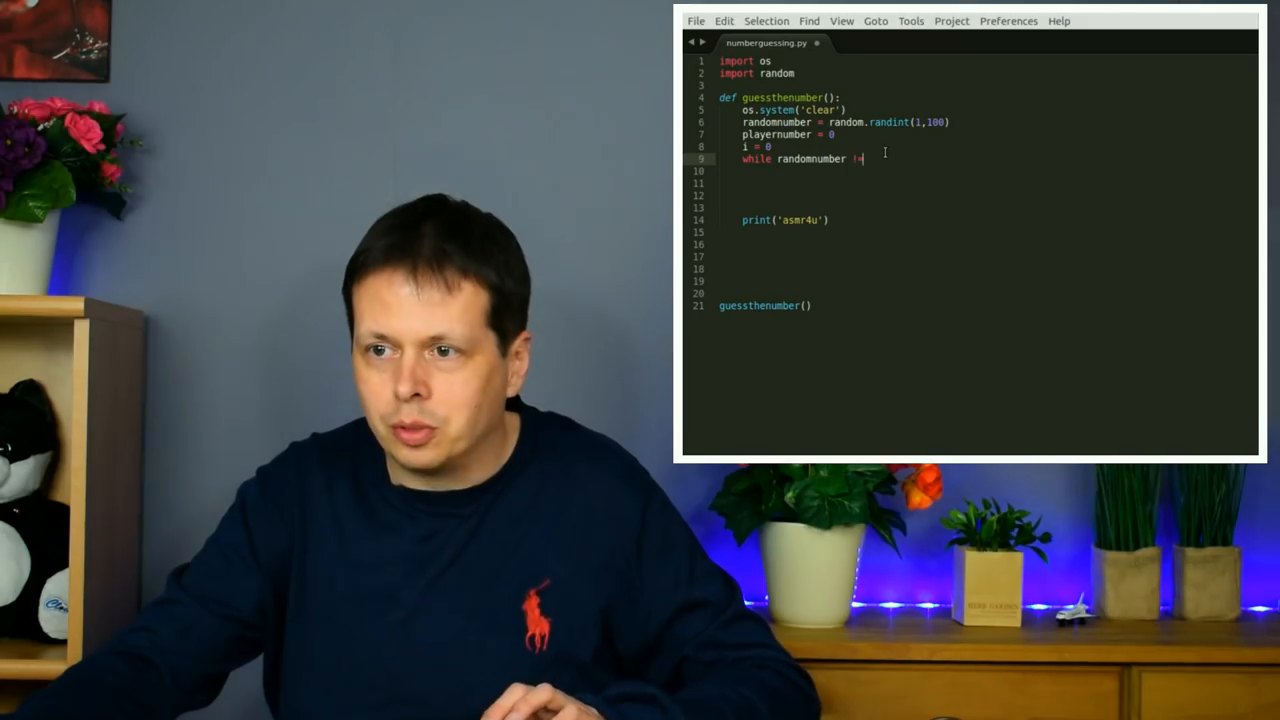 File Edit Selection Find View Goto Tools Project Preferences Help
numberguessing.py
1 import os
2 import random
3
4 def guessthenumber():
5 os.system('clear')
6 randomnumber = random.randint(1,100)
7 playernumber = 0
8 i = 0
9 while randomnumber !=
10
11
12
13
14 print('asmr4u')
15
16
17
18
19
20
21 guessthenumber()
HERB GARDEN